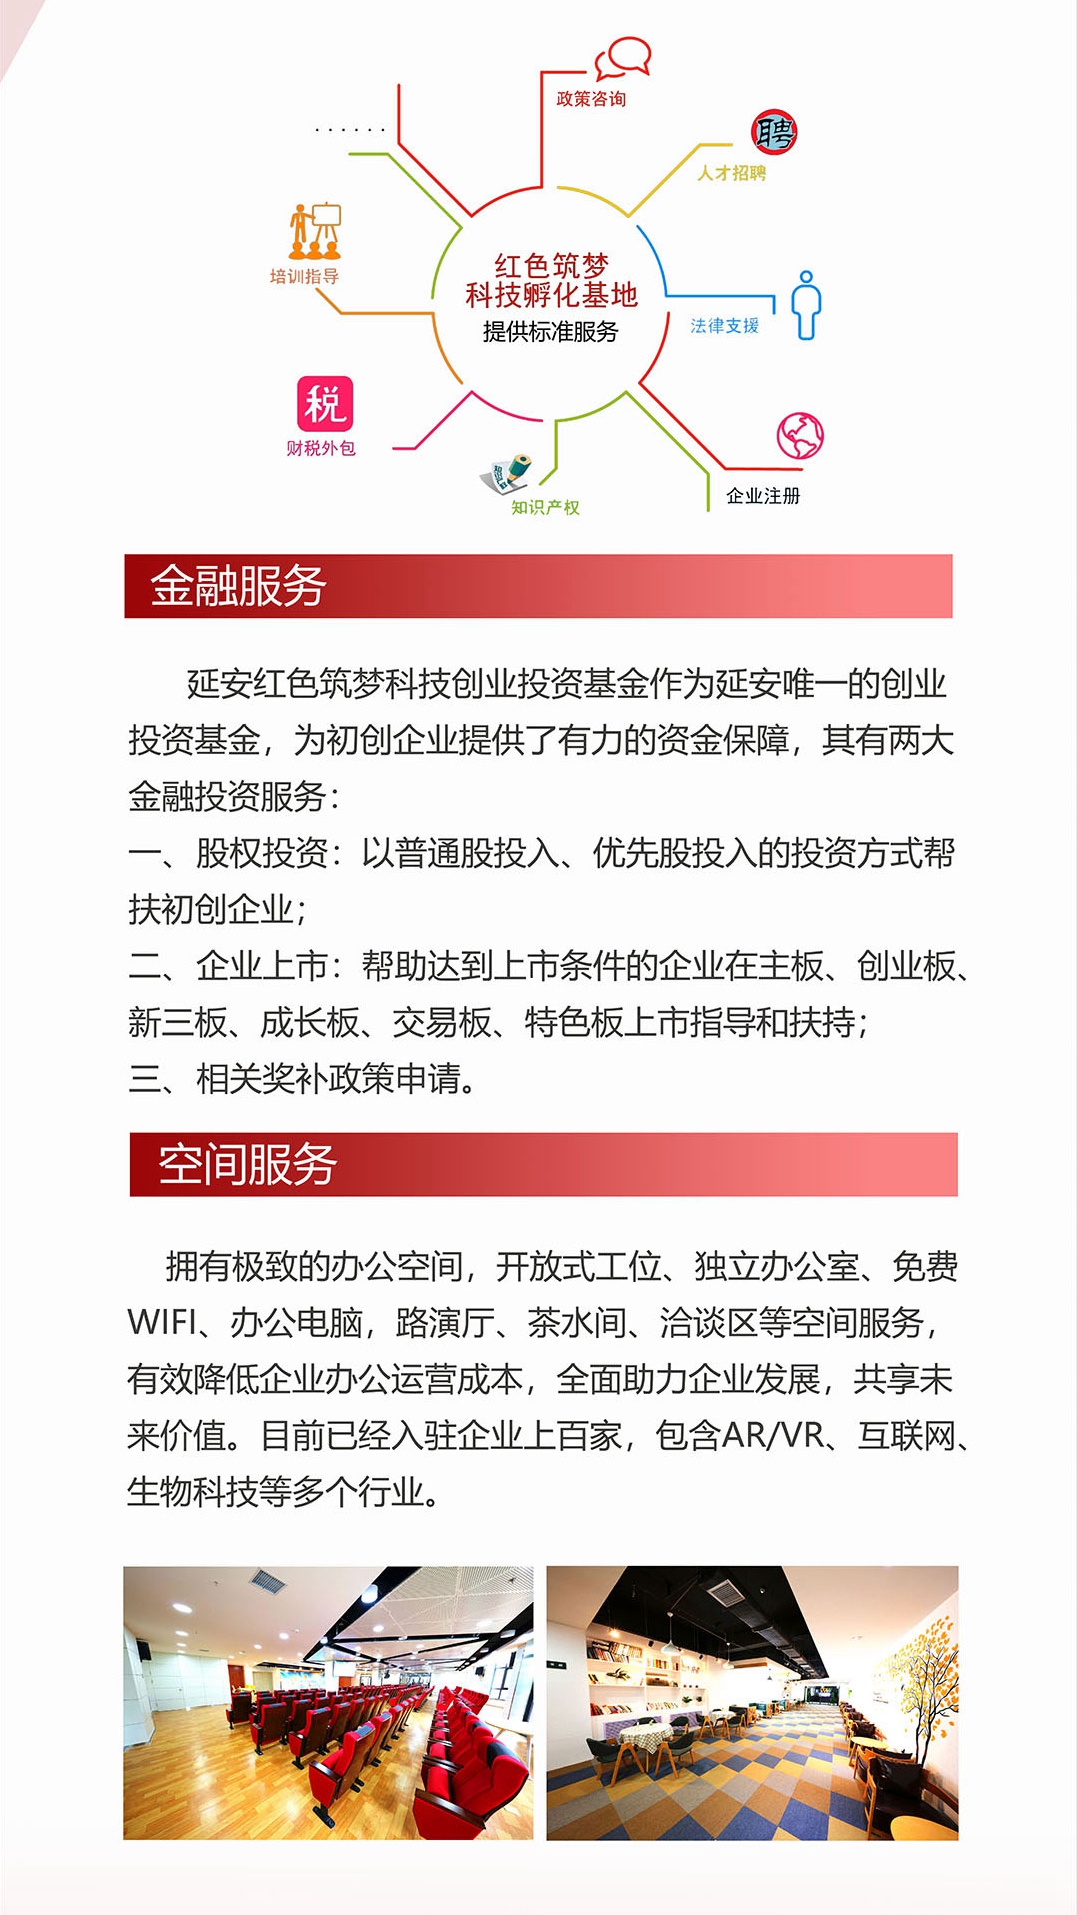 政策咨询
聘
人才招聘
······
红色筑梦
科技孵化基地
提供标准服务
培训指导
法律支援
税
财税外包
企业注册
知识产权
金融服务
延安红色筑梦科技创业投资基金作为延安唯一的创业
投资基金，为初创企业提供了有力的资金保障，其有两大
金融投资服务：
一、股权投资：以普通股投入、优先股投入的投资方式帮
扶初创企业；
二、企业上市：帮助达到上市条件的企业在主板、创业板、
新三板、成长板、交易板、特色板上市指导和扶持；
三、相关奖补政策申请。
空间服务
拥有极致的办公空间，开放式工位、独立办公室、免费
WIFI、办公电脑，路演厅、茶水间、洽谈区等空间服务，
有效降低企业办公运营成本，全面助力企业发展，共享未
来价值。目前已经入驻企业上百家，包含AR/VR、互联网、
生物科技等多个行业。